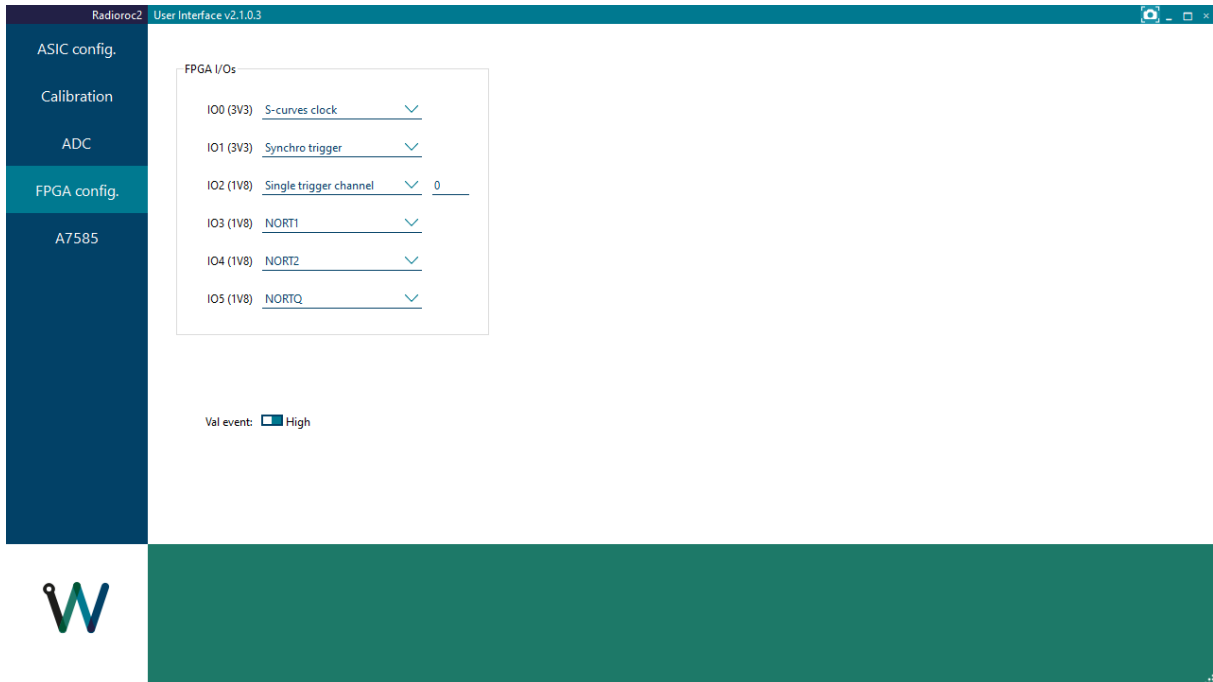 Radioroc2 User Interface v2.1.0.3
ASIC config.
Calibration
ADC
FPGA config.
A7585
FPGA I/Os
IO0 (3V3) S-curves clock
IO1 (3V3) Synchro trigger
IO2 (1V8) Single trigger channel 0
IO3 (1V8) NORT1
IO4 (1V8) NORT2
IO5 (1V8) NORTQ
Val event: High